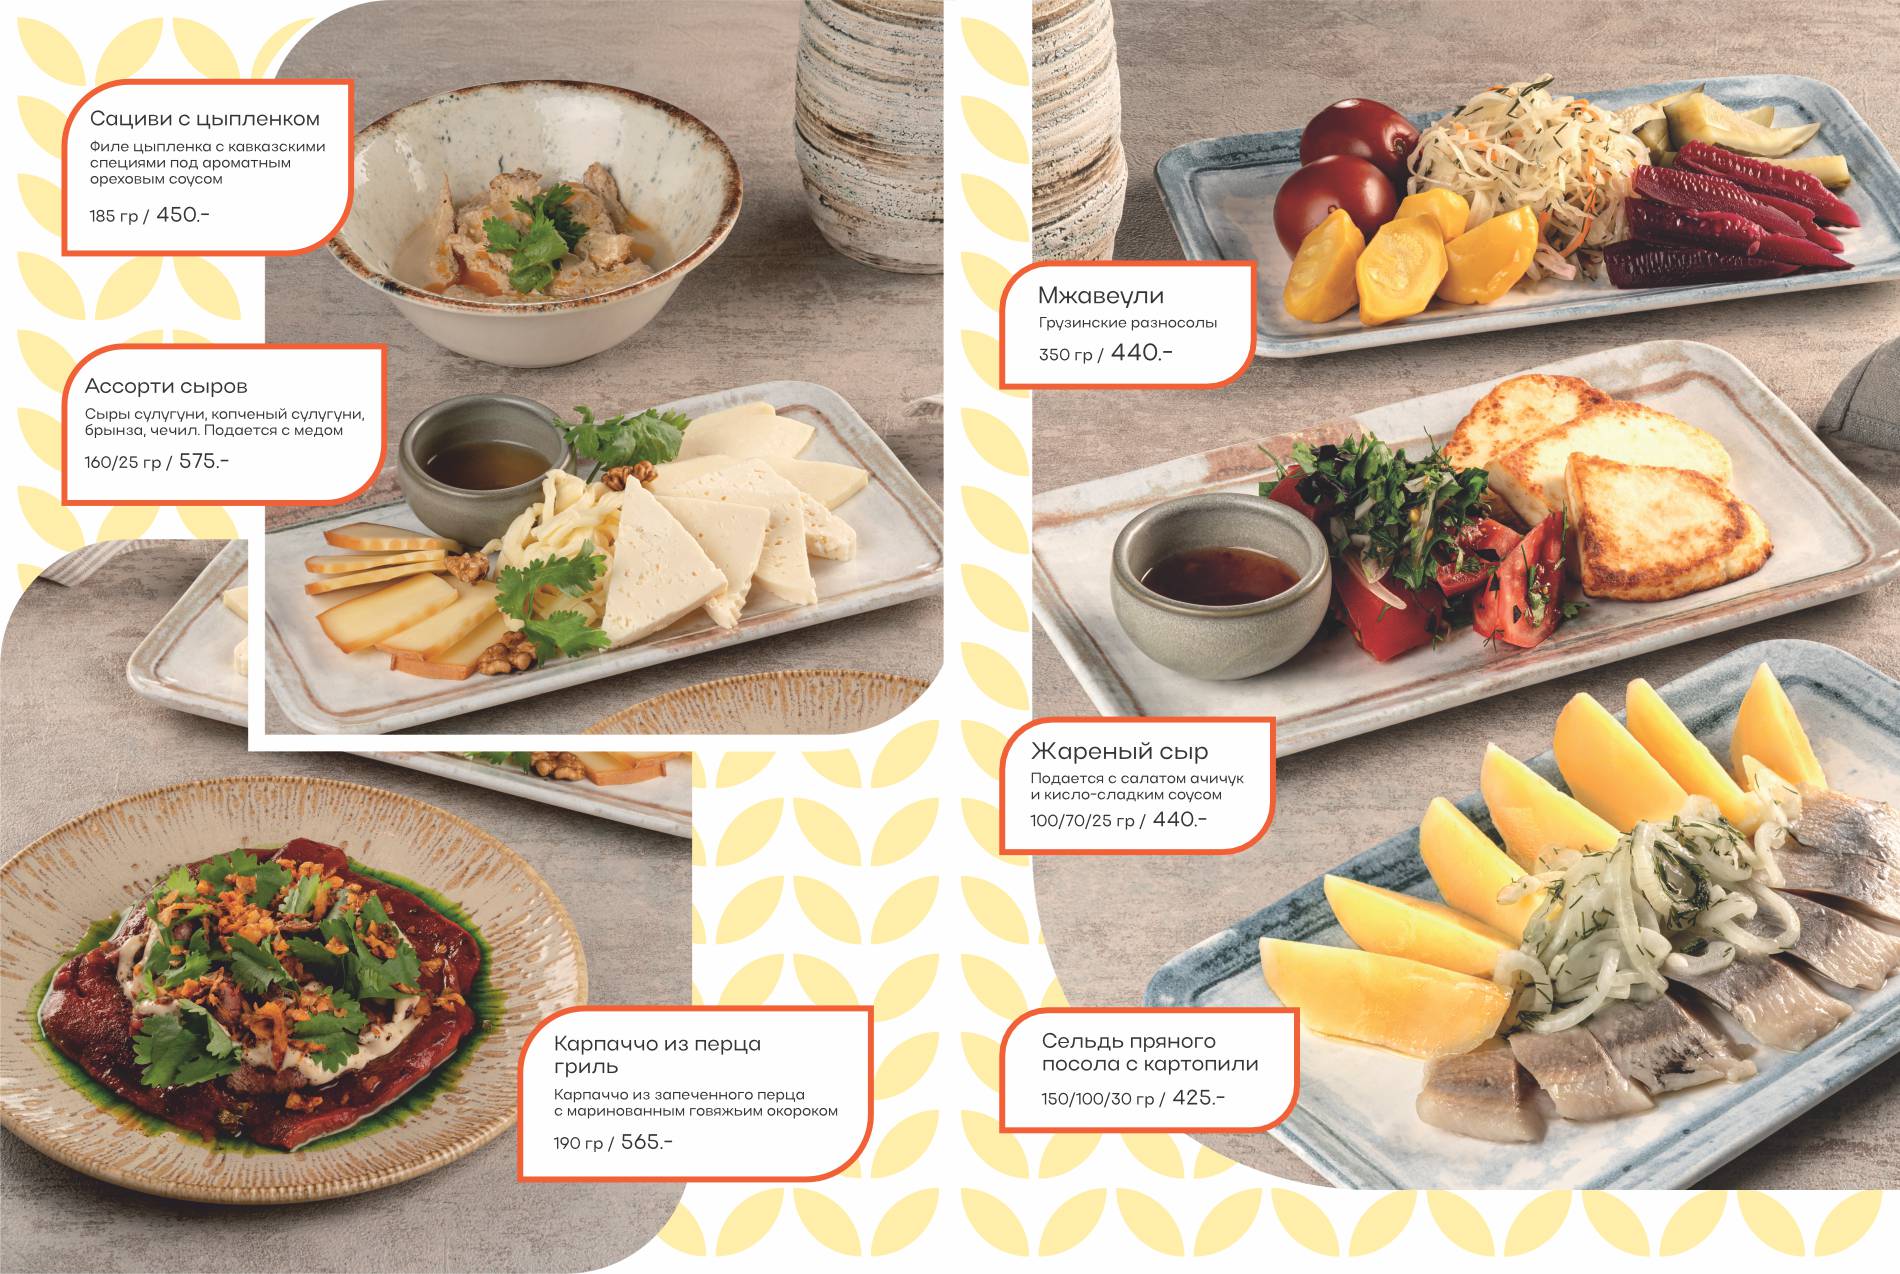 Сациви с цыпленком
Филе цыпленка с кавказскими
специями под ароматным
ореховым соусом
185 гр / 450.-
Ассорти сыров
Сыры сулугуни, копченый сулугуни,
брынза, чечил. Подается с медом
160/25 гр / 575.-
Карпаччо из перца
гриль
Карпаччо из запеченного перца
с маринованным говяжьим окороком
190 гр / 565.-
Мжавеули
Грузинские разносолы
350 гр / 440.-
Жареный сыр
Подается с салатом ачичук
и кисло-сладким соусом
100/70/25 гр / 440.-
Сельдь пряного
посола с картопили
150/100/30 гр / 425.-